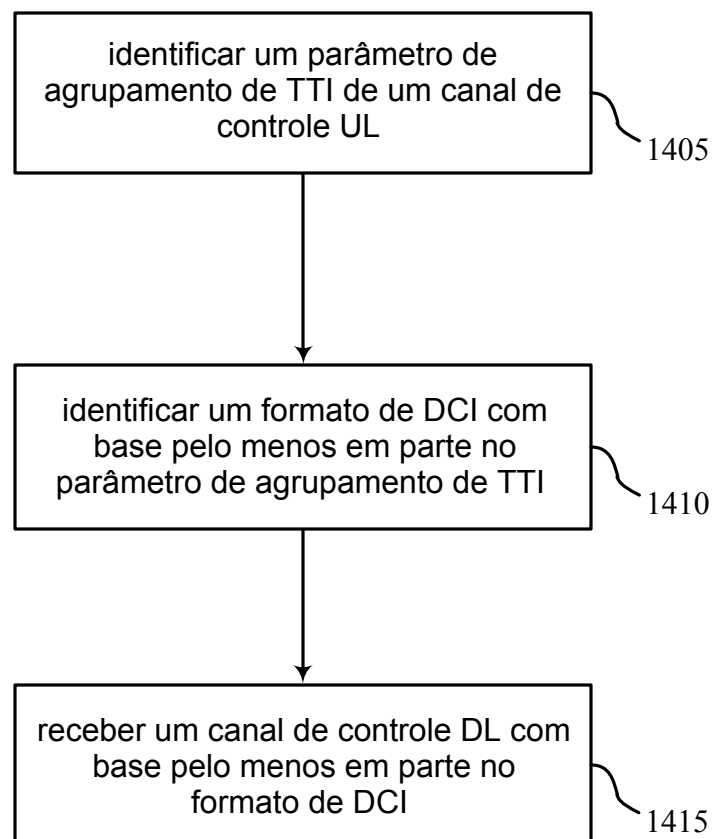 identificar um parâmetro de
agrupamento de TTI de um canal de
controle UL
1405
identificar um formato de DCI com
base pelo menos em parte no
parâmetro de agrupamento de TTI
1410
receber um canal de controle DL com
base pelo menos em parte no
formato de DCI
1415